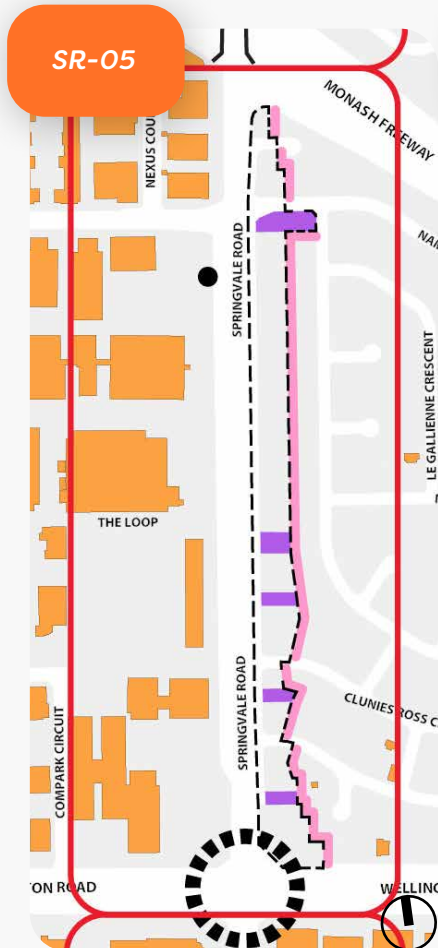 SR-05
MONASH FREEWAY
NEXUS COU
NAR
SPRINGVALE ROAD
LE GALLIENNE CRESCENT
THE LOOP
SPRINGVALE ROAD
CLUNIES ROSS C
COMPARK CIRCUIT
TON ROAD
WELLING